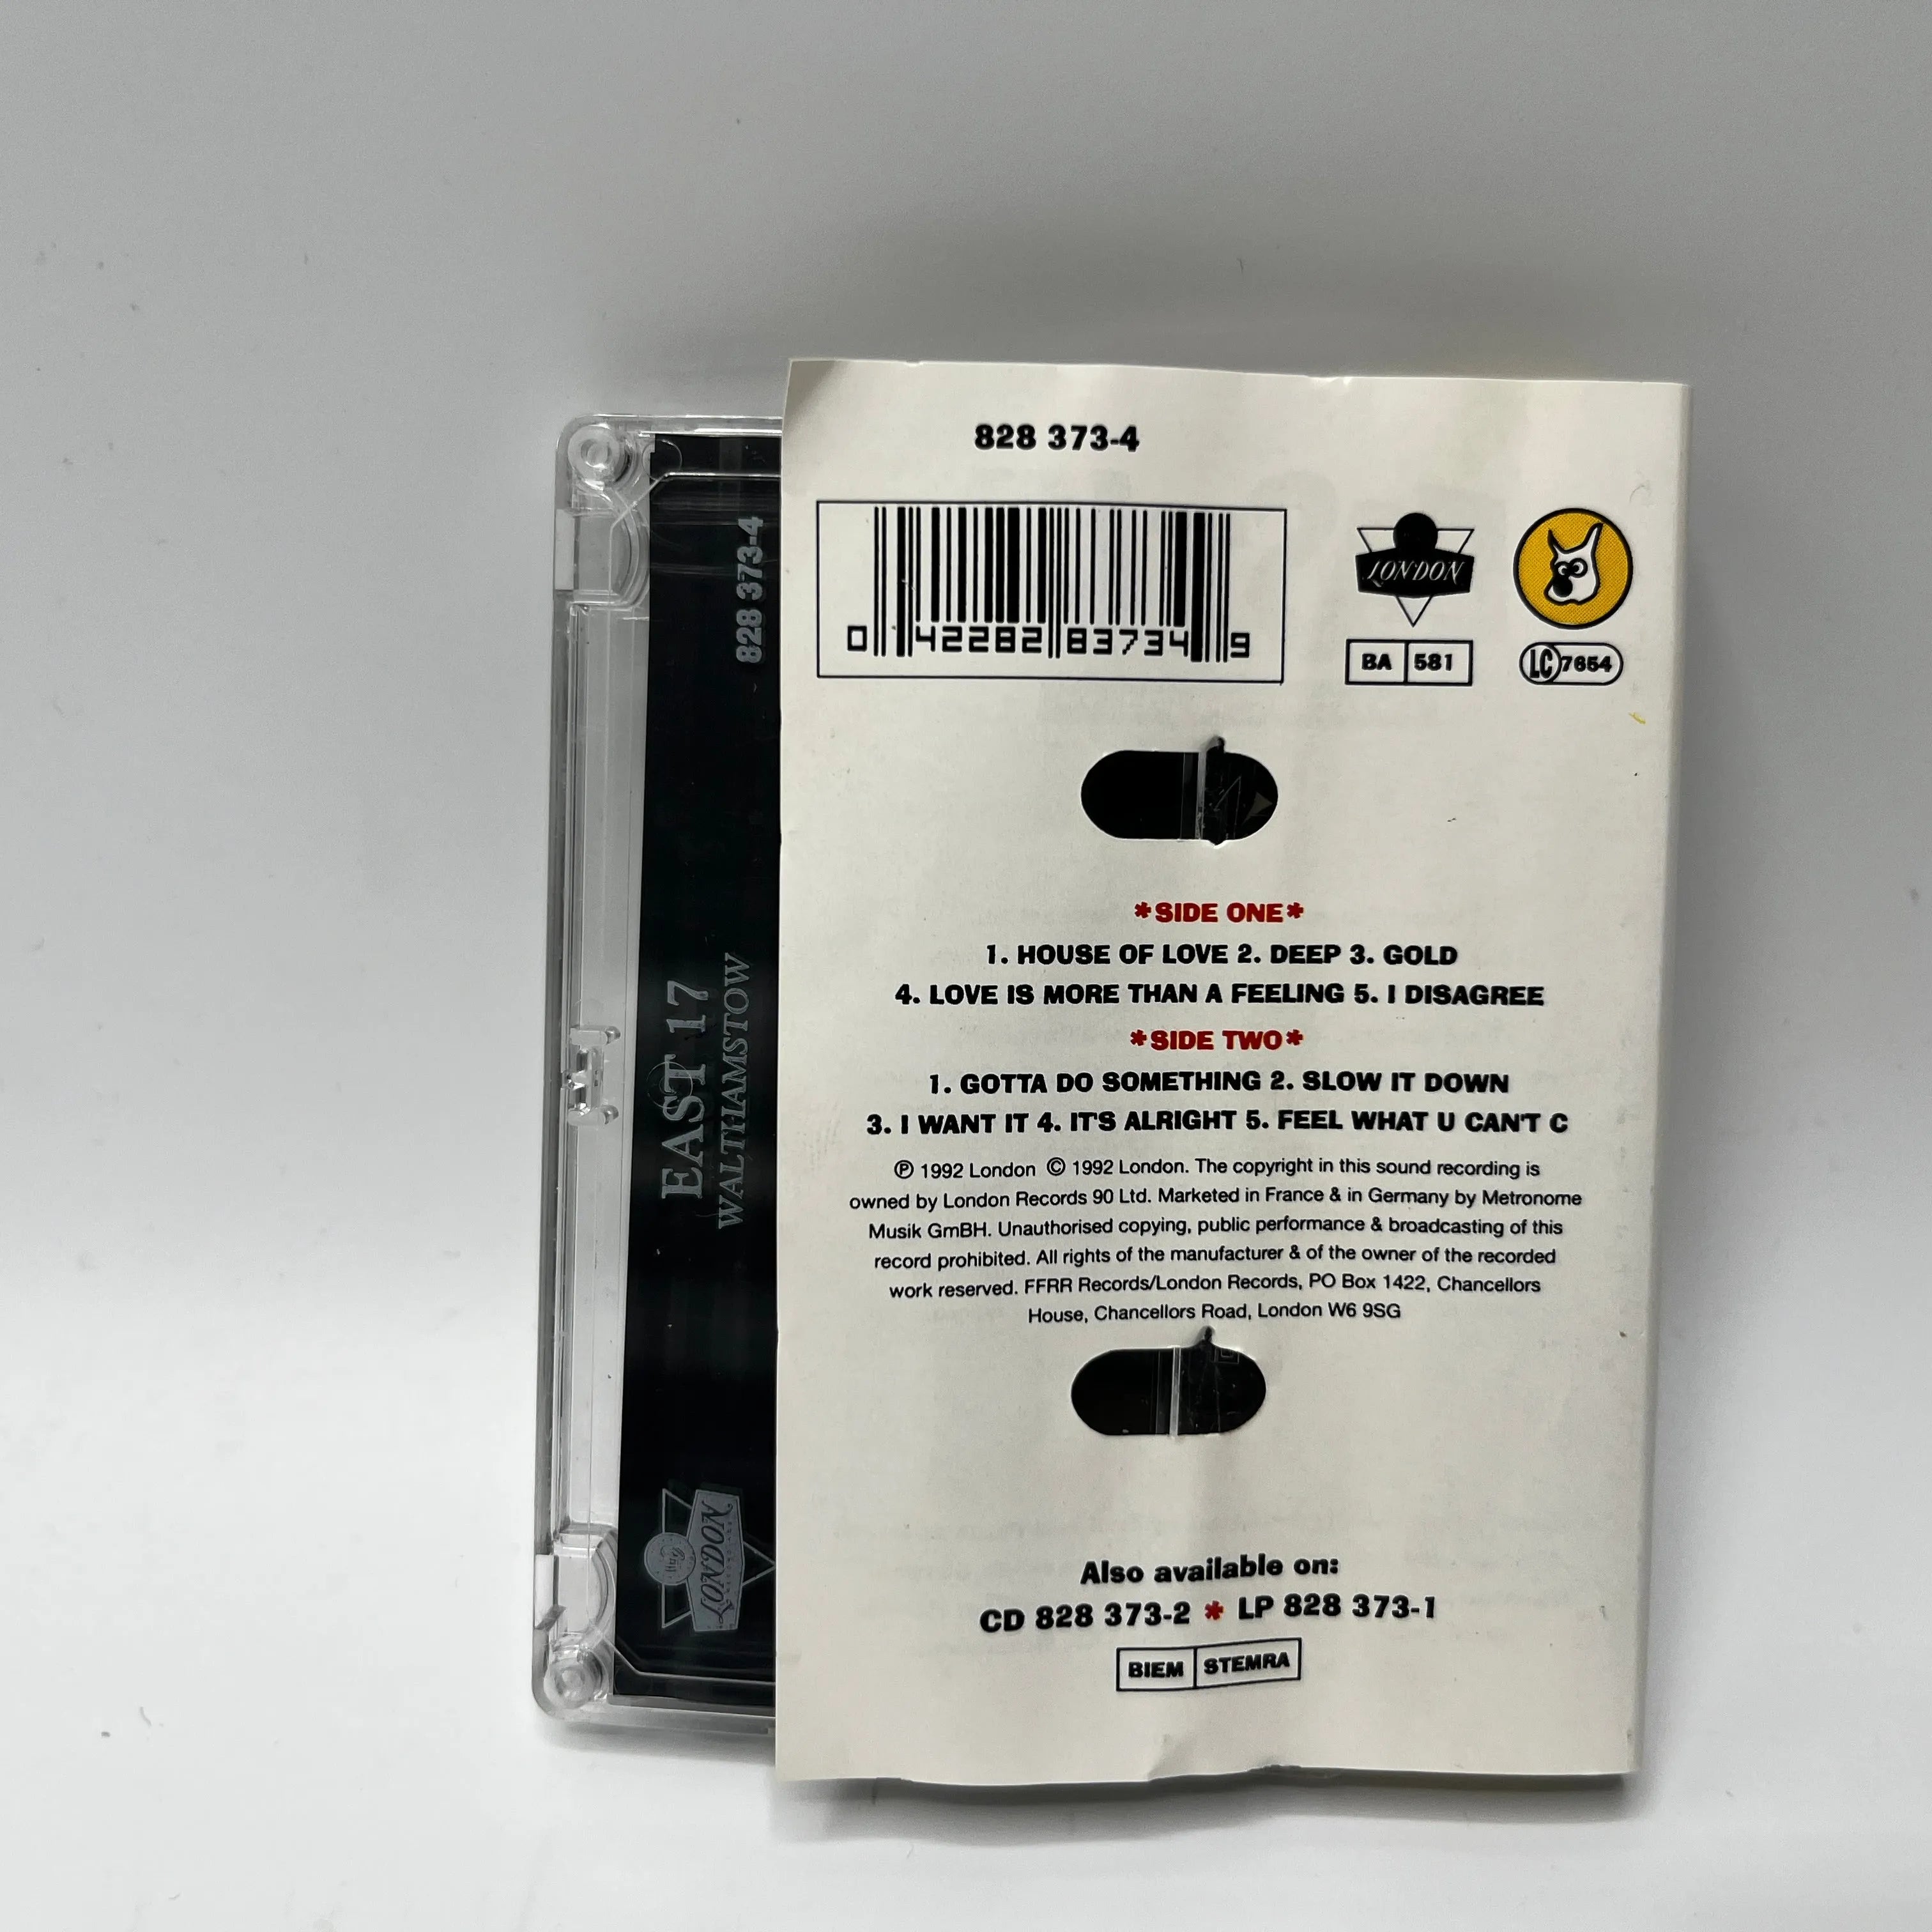 828 373-4
0 42282 83734 9
LONDON
BA 581
LC 7654
*SIDE ONE*
1. HOUSE OF LOVE 2. DEEP 3. GOLD
4. LOVE IS MORE THAN A FEELING 5. I DISAGREE
*SIDE TWO*
1. GOTTA DO SOMETHING 2. SLOW IT DOWN
3. I WANT IT 4. IT'S ALRIGHT 5. FEEL WHAT U CAN'T C
℗ 1992 London © 1992 London. The copyright in this sound recording is
owned by London Records 90 Ltd. Marketed in France & in Germany by Metronome
Musik GmBH. Unauthorised copying, public performance & broadcasting of this
record prohibited. All rights of the manufacturer & of the owner of the recorded
work reserved. FFRR Records/London Records, PO Box 1422, Chancellors
House, Chancellors Road, London W6 9SG
Also available on:
CD 828 373-2 * LP 828 373-1
BIEM STEMRA
828 373-4
EAST 17
WALTHAMSTOW
LONDON